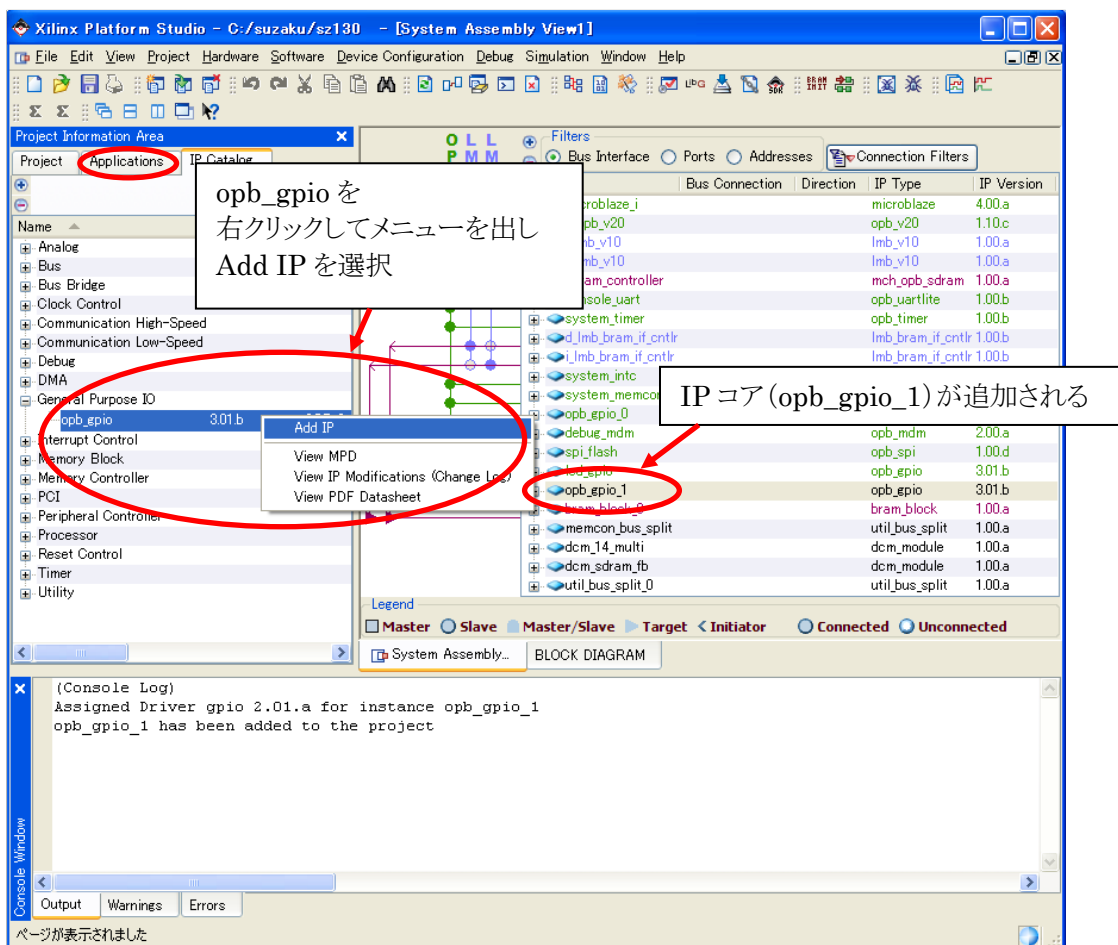 Xilinx Platform Studio - C:/suzaku/sz130 - [System Assembly View1]
File Edit View Project Hardware Software Device Configuration Debug Simulation Window Help
Project Information Area
Project Applications IP Catalog
Name
Analog
Bus
Bus Bridge
Clock Control
Communication High-Speed
Communication Low-Speed
Debug
DMA
General Purpose IO
opb_gpio 3.01.b
Interrupt Control
Memory Block
Memory Controller
PCI
Peripheral Controller
Processor
Reset Control
Timer
Utility
opb_gpio を
右クリックしてメニューを出し
Add IP を選択
Add IP
View MPD
View IP Modifications (Change Log)
View PDF Datasheet
O L L
P M M
Filters
Bus Interface Ports Addresses Connection Filters
Bus Connection Direction IP Type IP Version
microblaze 4.00.a
opb_v20 1.10.c
lmb_v10 1.00.a
lmb_v10 1.00.a
mch_opb_sdram 1.00.a
opb_uartlite 1.00.b
system_timer opb_timer 1.00.b
d_lmb_bram_if_cntlr lmb_bram_if_cntlr 1.00.b
i_lmb_bram_if_cntlr lmb_bram_if_cntlr 1.00.b
system_intc
system_memcon
opb_gpio_0
IP コア（opb_gpio_1）が追加される
debug_mdm opb_mdm 2.00.a
spi_flash opb_spi 1.00.d
led_gpio opb_gpio 3.01.b
opb_gpio_1 opb_gpio 3.01.b
bram_block_0 bram_block 1.00.a
memcon_bus_split util_bus_split 1.00.a
dcm_14_multi dcm_module 1.00.a
dcm_sdram_fb dcm_module 1.00.a
util_bus_split_0 util_bus_split 1.00.a
Legend
Master Slave Master/Slave Target Initiator Connected Unconnected
System Assembly... BLOCK DIAGRAM
(Console Log)
Assigned Driver gpio 2.01.a for instance opb_gpio_1
opb_gpio_1 has been added to the project
Console Window
Output Warnings Errors
ページが表示されました